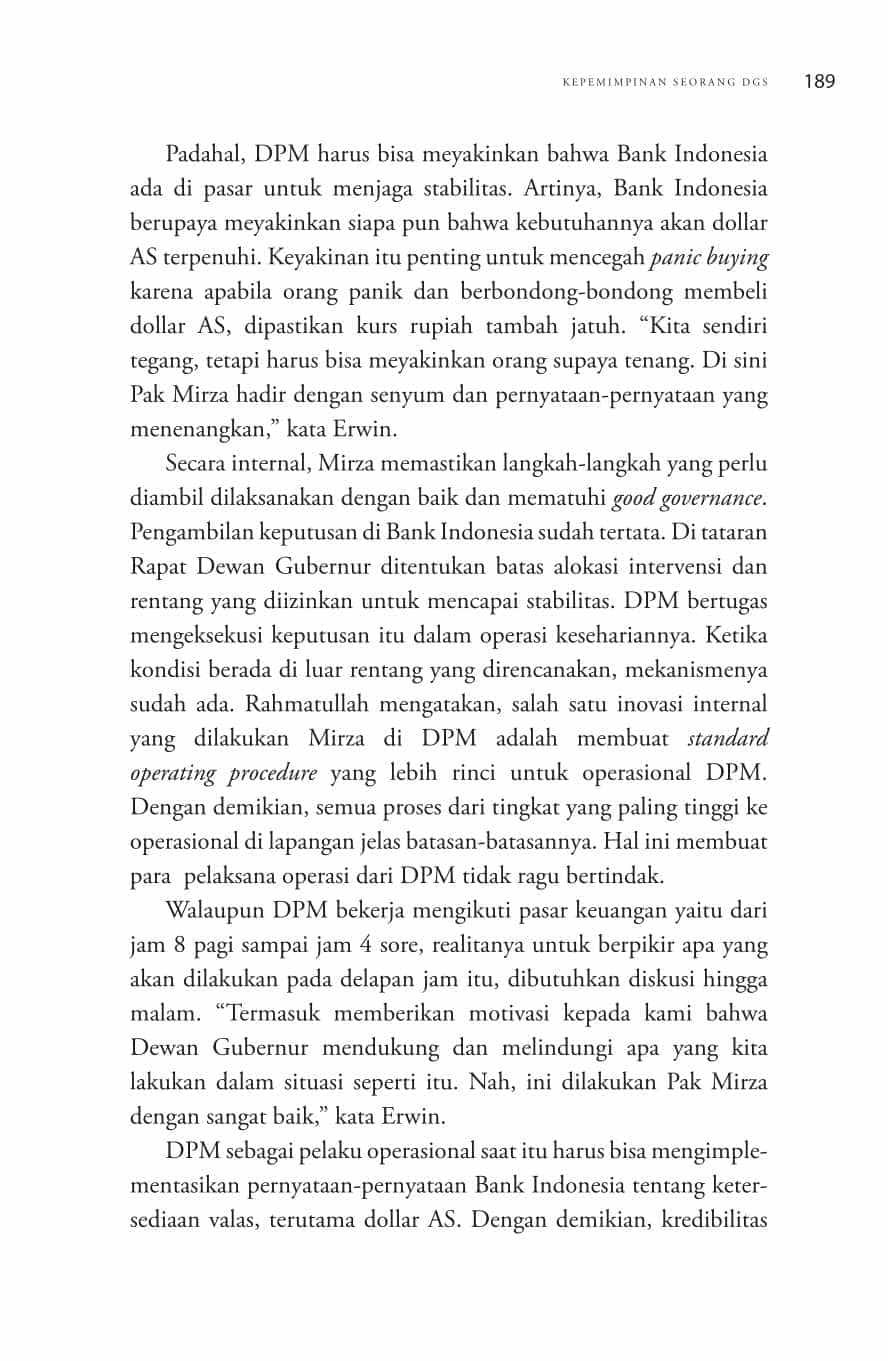 KEPEMIMPINAN SEORANG DGS 189
Padahal, DPM harus bisa meyakinkan bahwa Bank Indonesia
ada di pasar untuk menjaga stabilitas. Artinya, Bank Indonesia
berupaya meyakinkan siapa pun bahwa kebutuhannya akan dollar
AS terpenuhi. Keyakinan itu penting untuk mencegah panic buying
karena apabila orang panik dan berbondong-bondong membeli
dollar AS, dipastikan kurs rupiah tambah jatuh. “Kita sendiri
tegang, tetapi harus bisa meyakinkan orang supaya tenang. Di sini
Pak Mirza hadir dengan senyum dan pernyataan-pernyataan yang
menenangkan,” kata Erwin.
Secara internal, Mirza memastikan langkah-langkah yang perlu
diambil dilaksanakan dengan baik dan mematuhi good governance.
Pengambilan keputusan di Bank Indonesia sudah tertata. Di tataran
Rapat Dewan Gubernur ditentukan batas alokasi intervensi dan
rentang yang diizinkan untuk mencapai stabilitas. DPM bertugas
mengeksekusi keputusan itu dalam operasi kesehariannya. Ketika
kondisi berada di luar rentang yang direncanakan, mekanismenya
sudah ada. Rahmatullah mengatakan, salah satu inovasi internal
yang dilakukan Mirza di DPM adalah membuat standard
operating procedure yang lebih rinci untuk operasional DPM.
Dengan demikian, semua proses dari tingkat yang paling tinggi ke
operasional di lapangan jelas batasan-batasannya. Hal ini membuat
para pelaksana operasi dari DPM tidak ragu bertindak.
Walaupun DPM bekerja mengikuti pasar keuangan yaitu dari
jam 8 pagi sampai jam 4 sore, realitanya untuk berpikir apa yang
akan dilakukan pada delapan jam itu, dibutuhkan diskusi hingga
malam. “Termasuk memberikan motivasi kepada kami bahwa
Dewan Gubernur mendukung dan melindungi apa yang kita
lakukan dalam situasi seperti itu. Nah, ini dilakukan Pak Mirza
dengan sangat baik,” kata Erwin.
DPM sebagai pelaku operasional saat itu harus bisa mengimple-
mentasikan pernyataan-pernyataan Bank Indonesia tentang keter-
sediaan valas, terutama dollar AS. Dengan demikian, kredibilitas